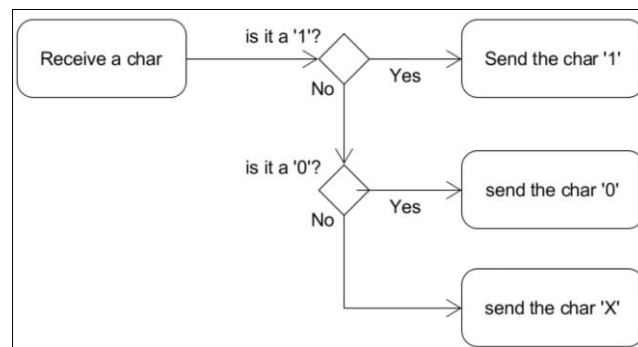 is it a '1'?
Receive a char
Send the char '1'
No
Yes
is it a '0'?
send the char '0'
No
Yes
send the char 'X'